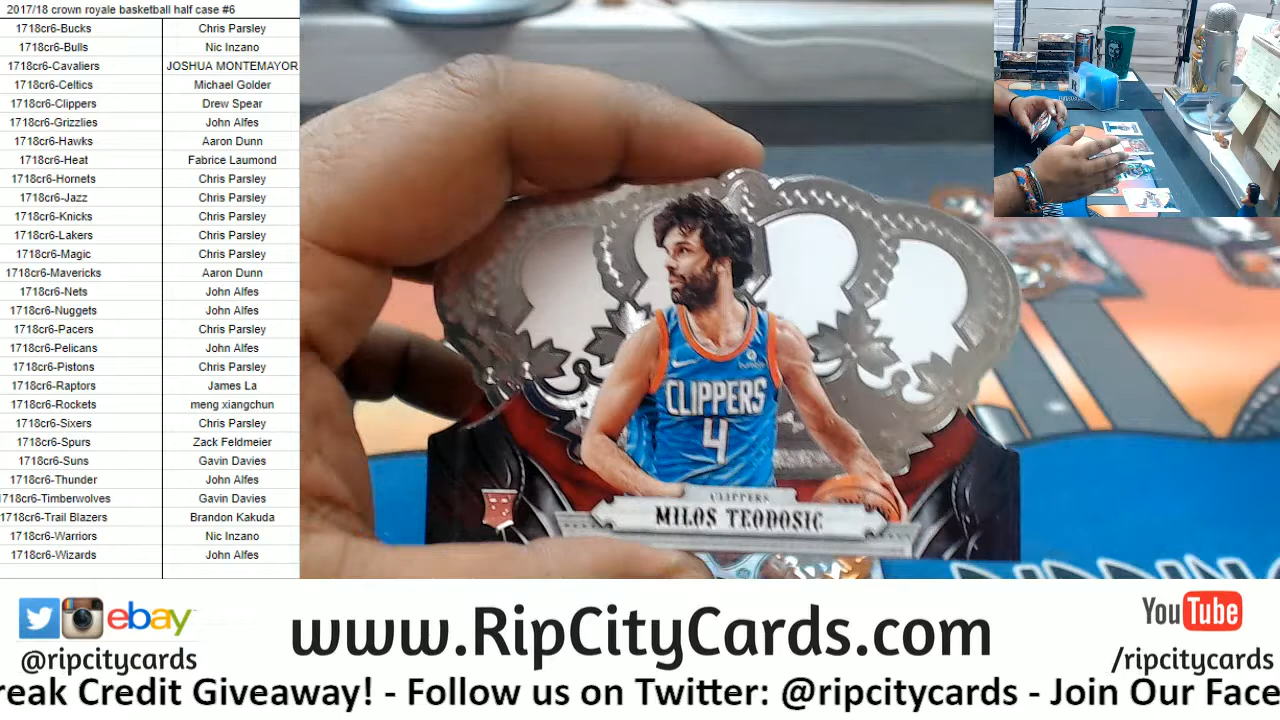 2017/18 crown royale basketball half case #6
1718cr6-Bucks Chris Parsley
1718cr6-Bulls Nic Inzano
1718cr6-Cavaliers JOSHUA MONTEMAYOR
1718cr6-Celtics Michael Golder
1718cr6-Clippers Drew Spear
1718cr6-Grizzlies John Alfes
1718cr6-Hawks Aaron Dunn
1718cr6-Heat Fabrice Laumond
1718cr6-Hornets Chris Parsley
1718cr6-Jazz Chris Parsley
1718cr6-Knicks Chris Parsley
1718cr6-Lakers Chris Parsley
1718cr6-Magic Chris Parsley
1718cr6-Mavericks Aaron Dunn
1718cr6-Nets John Alfes
1718cr6-Nuggets John Alfes
1718cr6-Pacers Chris Parsley
1718cr6-Pelicans John Alfes
1718cr6-Pistons Chris Parsley
1718cr6-Raptors James La
1718cr6-Rockets meng xiangchun
1718cr6-Sixers Chris Parsley
1718cr6-Spurs Zack Feldmeier
1718cr6-Suns Gavin Davies
1718cr6-Thunder John Alfes
1718cr6-Timberwolves Gavin Davies
1718cr6-Trail Blazers Brandon Kakuda
1718cr6-Warriors Nic Inzano
1718cr6-Wizards John Alfes
CLIPPERS
4
CLIPPERS
MILOS TEODOSIC
ebay
@ripcitycards
www.RipCityCards.com
YouTube
/ripcitycards
reak Credit Giveaway! - Follow us on Twitter: @ripcitycards - Join Our Face